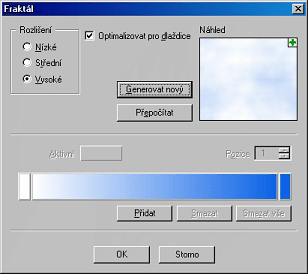 Fraktál
Rozlišení
Nízké
Střední
Vysoké
Optimalizovat pro dlaždice
Náhled
Generovat nový
Přepočítat
Aktivní
Pozice 1
Přidat Smazat Smazat vše
OK Storno